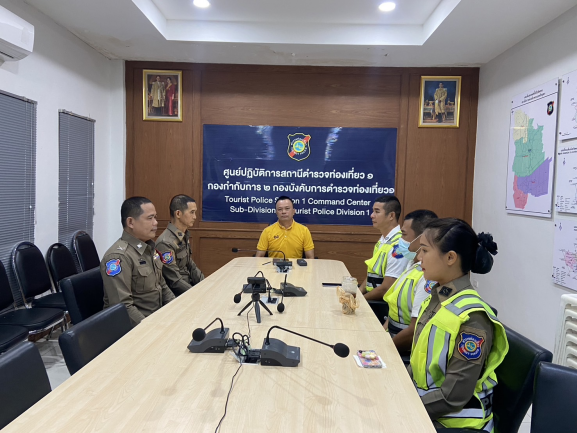 ศูนย์ปฏิบัติการสถานีตำรวจท่องเที่ยว ๑
กองกำกับการ ๒ กองบังคับการตำรวจท่องเที่ยว๑
Tourist Police Station 1 Command Center
Sub-Division Tourist Police Division 1